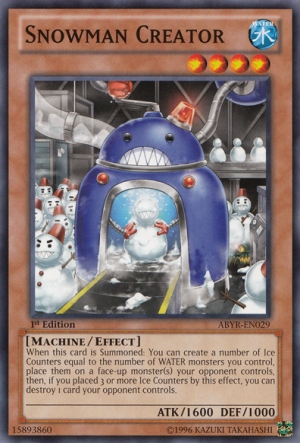 SNOWMAN CREATOR
WATER
水
1st Edition
ABYR-EN029
[MACHINE / EFFECT]
When this card is Summoned: You can create a number of Ice
Counters equal to the number of WATER monsters you control,
place them on a face-up monster(s) your opponent controls,
then, if you placed 3 or more Ice Counters by this effect, you can
destroy 1 card your opponent controls.
ATK/1600 DEF/1000
15893860
©1996 KAZUKI TAKAHASHI